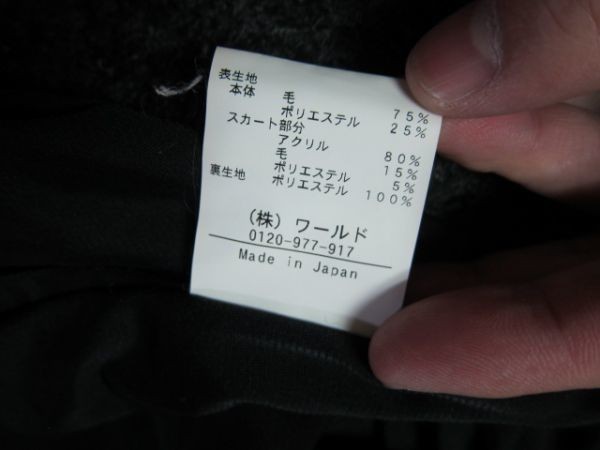 表生地
本体 毛 75%
ポリエステル 25%
スカート部分
アクリル 80%
毛 15%
ポリエステル 5%
裏生地 ポリエステル 100%
(株) ワールド
0120-977-917
Made in Japan